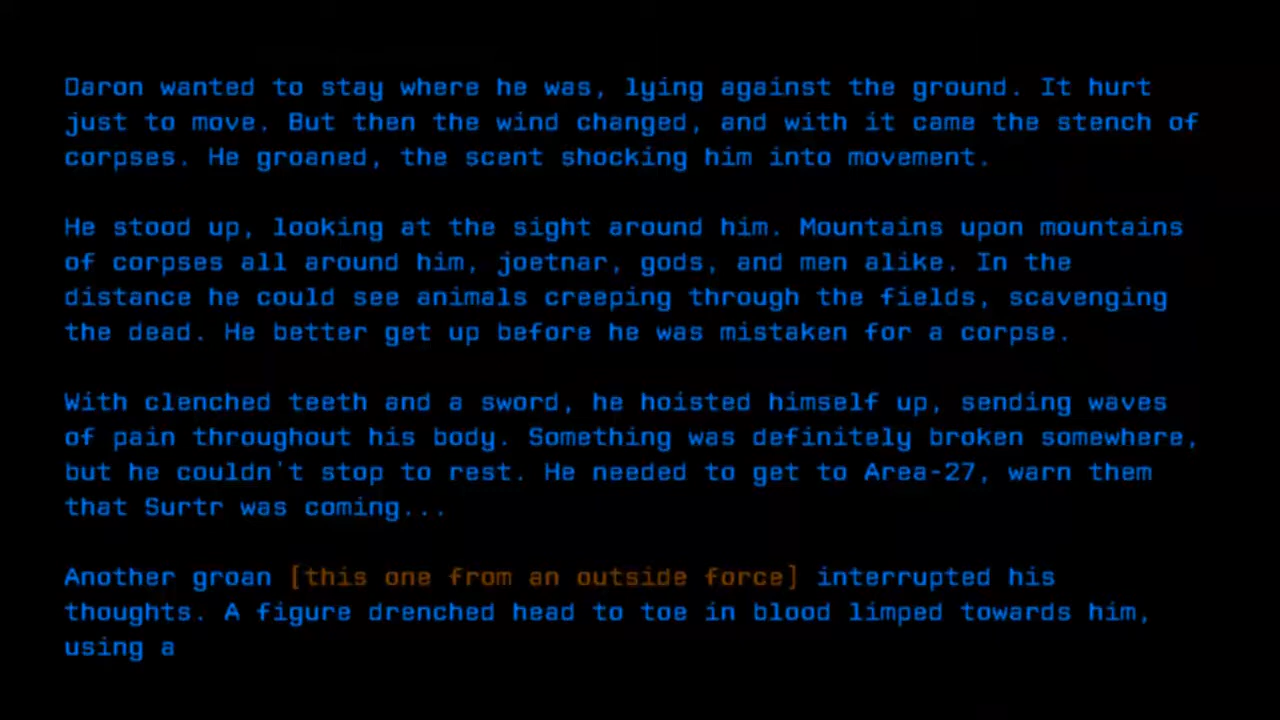 Daron wanted to stay where he was, lying against the ground. It hurt
just to move. But then the wind changed, and with it came the stench of
corpses. He groaned, the scent shocking him into movement.
He stood up, looking at the sight around him. Mountains upon mountains
of corpses all around him, joetnar, gods, and men alike. In the
distance he could see animals creeping through the fields, scavenging
the dead. He better get up before he was mistaken for a corpse.
With clenched teeth and a sword, he hoisted himself up, sending waves
of pain throughout his body. Something was definitely broken somewhere,
but he couldn't stop to rest. He needed to get to Area-27, warn them
that Surtr was coming...
Another groan [this one from an outside force] interrupted his
thoughts. A figure drenched head to toe in blood limped towards him,
using a